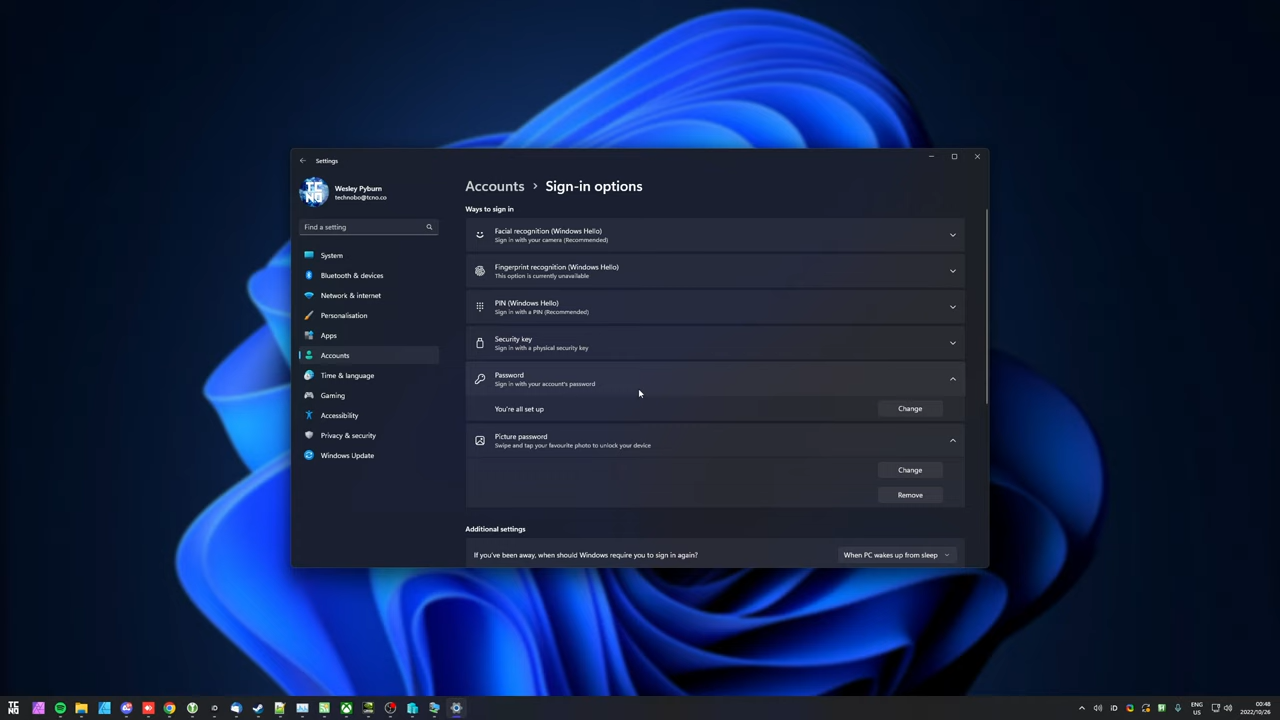 Settings
Wesley Pyburn
technobo@tcno.co
Find a setting
System
Bluetooth & devices
Network & internet
Personalisation
Apps
Accounts
Time & language
Gaming
Accessibility
Privacy & security
Windows Update
Accounts > Sign-in options
Ways to sign in
Facial recognition (Windows Hello)
Sign in with your camera (Recommended)
Fingerprint recognition (Windows Hello)
This option is currently unavailable
PIN (Windows Hello)
Sign in with a PIN (Recommended)
Security key
Sign in with a physical security key
Password
Sign in with your account's password
You're all set up
Change
Picture password
Swipe and tap your favourite photo to unlock your device
Change
Remove
Additional settings
If you've been away, when should Windows require you to sign in again?
When PC wakes up from sleep
TC
NO
iD
ENG
US
00:48
2022/10/26